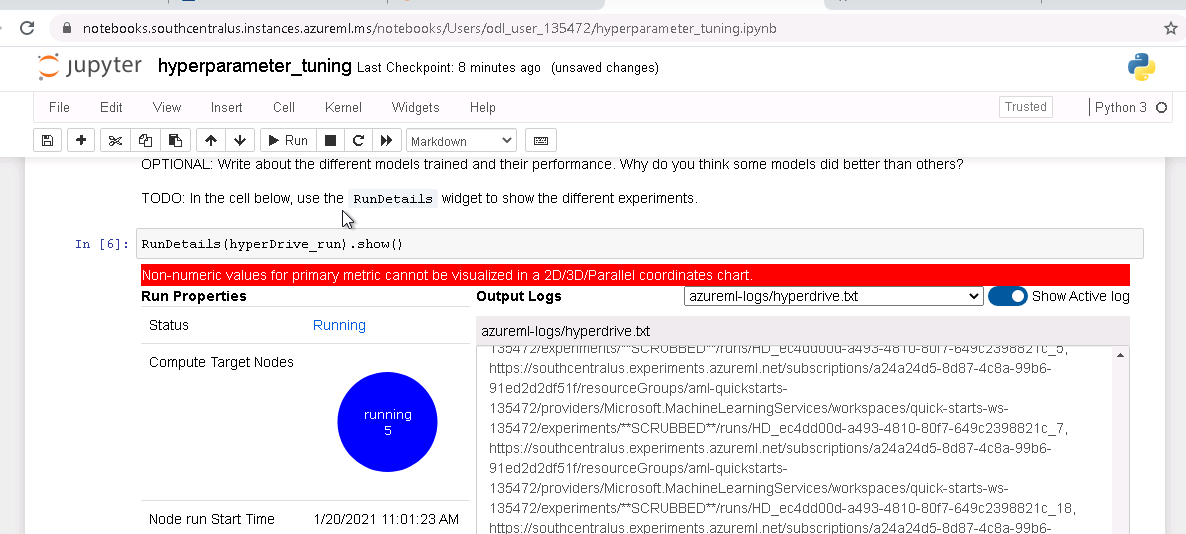 notebooks.southcentralus.instances.azureml.ms/notebooks/Users/odl_user_135472/hyperparameter_tuning.ipynb
jupyter hyperparameter_tuning Last Checkpoint: 8 minutes ago (unsaved changes)
File Edit View Insert Cell Kernel Widgets Help Trusted Python 3
Run Markdown
OPTIONAL: Write about the different models trained and their performance. Why do you think some models did better than others?
TODO: In the cell below, use the RunDetails widget to show the different experiments.
In [6]: RunDetails(hyperDrive_run).show()
Non-numeric values for primary metric cannot be visualized in a 2D/3D/Parallel coordinates chart.
Run Properties
Status Running
Compute Target Nodes
running
5
Node run Start Time 1/20/2021 11:01:23 AM
Output Logs azureml-logs/hyperdrive.txt Show Active log
azureml-logs/hyperdrive.txt
135472/experiments/**SCRUBBED**/runs/HD_ec4dd00d-a493-4810-80f7-649c2398821c_5,
https://southcentralus.experiments.azureml.net/subscriptions/a24a24d5-8d87-4c8a-99b6-
91ed2d2df51f/resourceGroups/aml-quickstarts-
135472/providers/Microsoft.MachineLearningServices/workspaces/quick-starts-ws-
135472/experiments/**SCRUBBED**/runs/HD_ec4dd00d-a493-4810-80f7-649c2398821c_7,
https://southcentralus.experiments.azureml.net/subscriptions/a24a24d5-8d87-4c8a-99b6-
91ed2d2df51f/resourceGroups/aml-quickstarts-
135472/providers/Microsoft.MachineLearningServices/workspaces/quick-starts-ws-
135472/experiments/**SCRUBBED**/runs/HD_ec4dd00d-a493-4810-80f7-649c2398821c_18,
https://southcentralus.experiments.azureml.net/subscriptions/a24a24d5-8d87-4c8a-99b6-